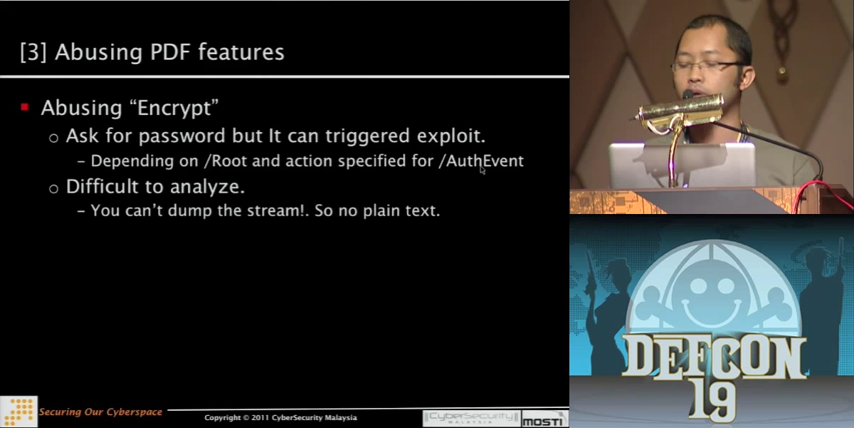 [3] Abusing PDF features
Abusing “Encrypt”
Ask for password but It can triggered exploit.
– Depending on /Root and action specified for /AuthEvent
Difficult to analyze.
– You can’t dump the stream!. So no plain text.
Securing Our Cyberspace
Copyright © 2011 CyberSecurity Malaysia
CyberSecurity
MALAYSIA
MOSTI
DEFCON
19